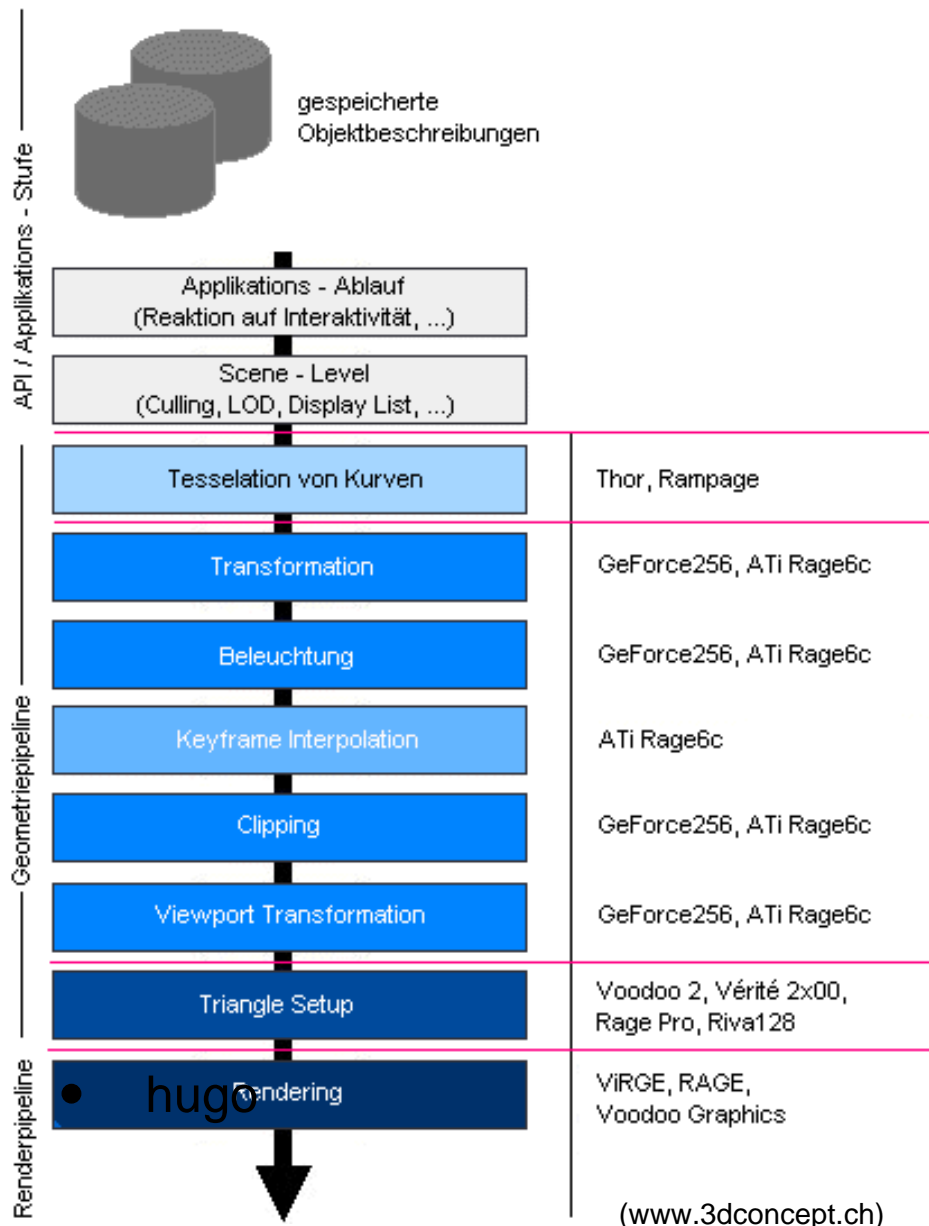 API / Applikations - Stufe
gespeicherte
Objektbeschreibungen
Applikations - Ablauf
(Reaktion auf Interaktivität, ...)
Scene - Level
(Culling, LOD, Display List, ...)
Geometriepipeline
Tesselation von Kurven
Thor, Rampage
Transformation
GeForce256, ATi Rage6c
Beleuchtung
GeForce256, ATi Rage6c
Keyframe Interpolation
ATi Rage6c
Clipping
GeForce256, ATi Rage6c
Viewport Transformation
GeForce256, ATi Rage6c
Triangle Setup
Voodoo 2, Vérité 2x00,
Rage Pro, Riva128
Renderpipeline
• hugo
Rendering
ViRGE, RAGE,
Voodoo Graphics
(www.3dconcept.ch)